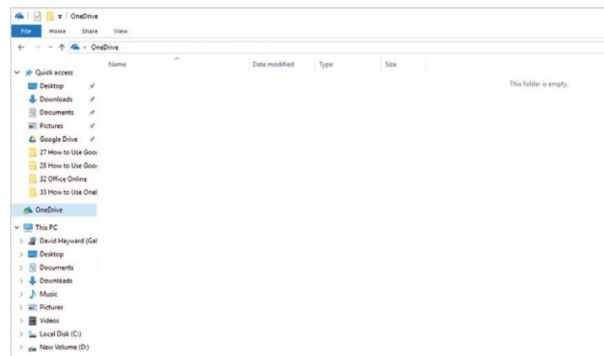 OneDrive
File Home Share View
OneDrive
Name Date modified Type Size
This folder is empty.
Quick access
Desktop
Downloads
Documents
Pictures
Google Drive
27 How to Use Goo
28 How to Use Goo
32 Office Online
33 How to Use Onel
OneDrive
This PC
David Hayward (Gal
Desktop
Documents
Downloads
Music
Pictures
Videos
Local Disk (C:)
New Volume (D:)